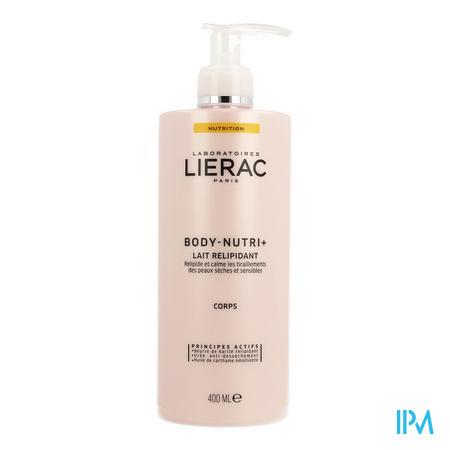 NUTRITION
LABORATOIRES
LIERAC
PARIS
BODY-NUTRI+
LAIT RELIPIDANT
Relipide et calme les tiraillements
des peaux sèches et sensibles
CORPS
PRINCIPES ACTIFS
•Beurre de karité relipidant
•Urée anti-dessèchement
•Huile de carthame émolliente
400 ML℮
IPM